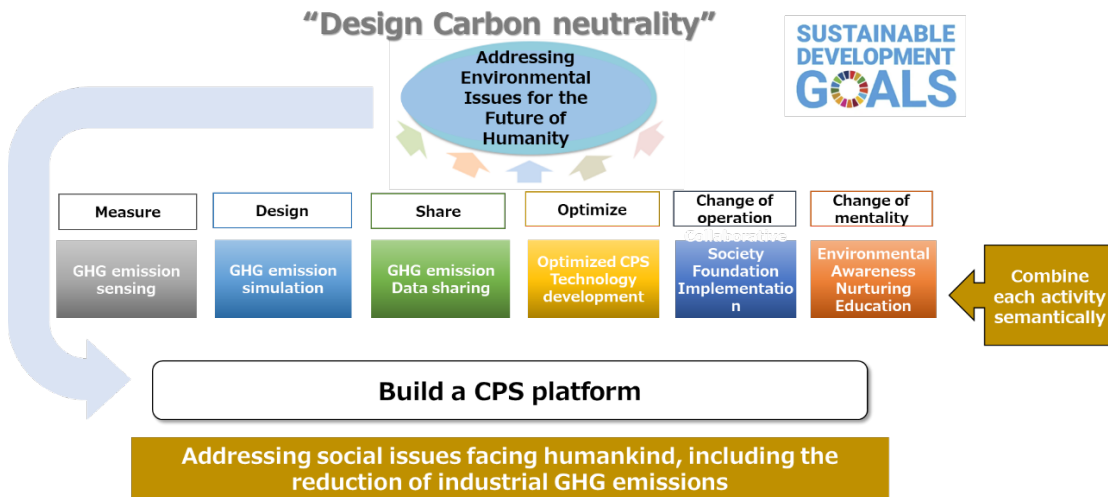 “Design Carbon neutrality”
SUSTAINABLE
DEVELOPMENT
GOALS
Addressing
Environmental
Issues for the
Future of
Humanity
Measure
Design
Share
Optimize
Change of
operation
Change of
mentality
GHG emission
sensing
GHG emission
simulation
GHG emission
Data sharing
Optimized CPS
Technology
development
Collaborative
Society
Foundation
Implementatio
n
Environmental
Awareness
Nurturing
Education
Combine
each activity
semantically
Build a CPS platform
Addressing social issues facing humankind, including the
reduction of industrial GHG emissions